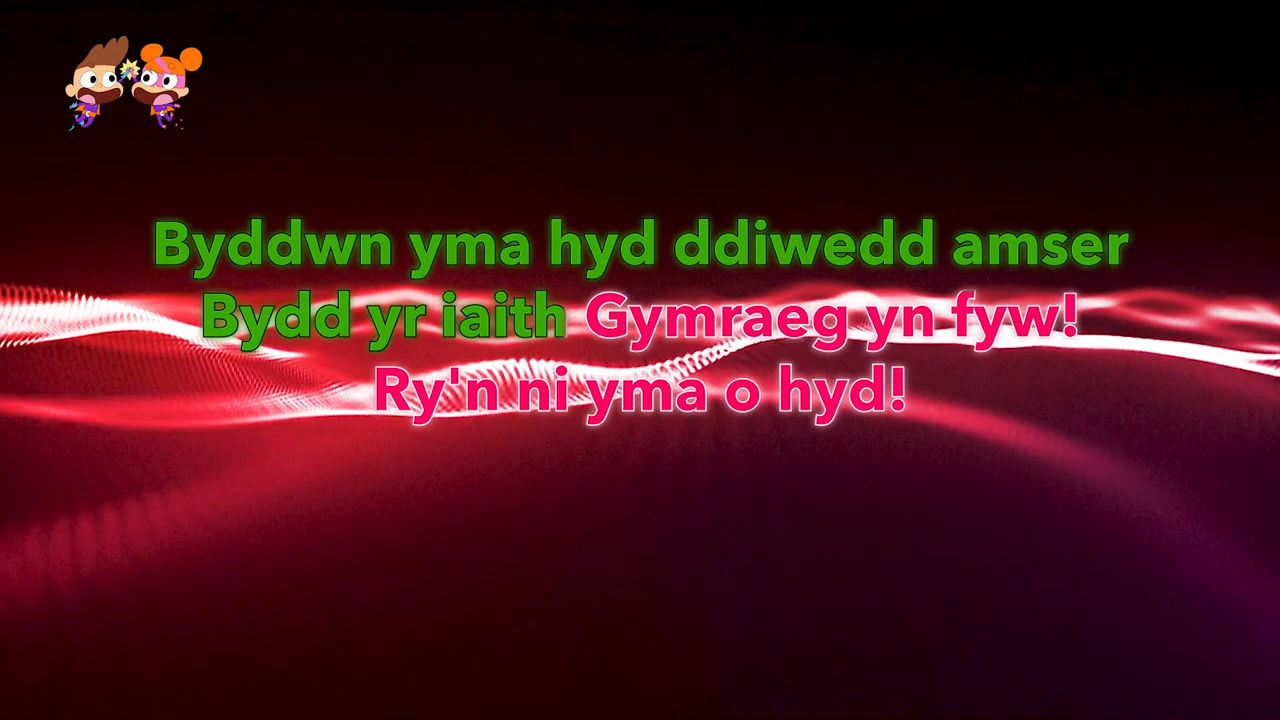 Byddwn yma hyd ddiwedd amser
Bydd yr iaith Gymraeg yn fyw!
Ry'n ni yma o hyd!